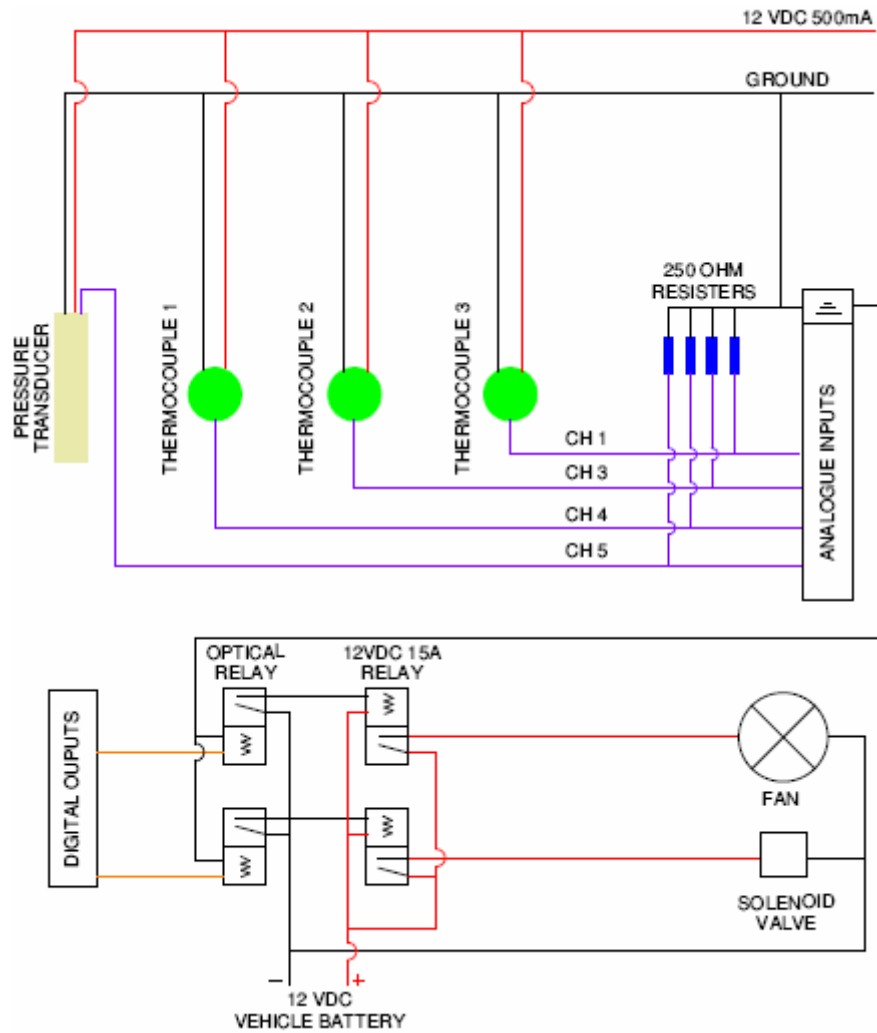 12 VDC 500mA
GROUND
250 OHM
RESISTERS
PRESSURE
TRANSDUCER
THERMOCOUPLE 1
THERMOCOUPLE 2
THERMOCOUPLE 3
CH 1
CH 3
CH 4
CH 5
ANALOGUE INPUTS
OPTICAL
RELAY
12VDC 15A
RELAY
DIGITAL OUPUTS
FAN
SOLENOID
VALVE
– +
12 VDC
VEHICLE BATTERY